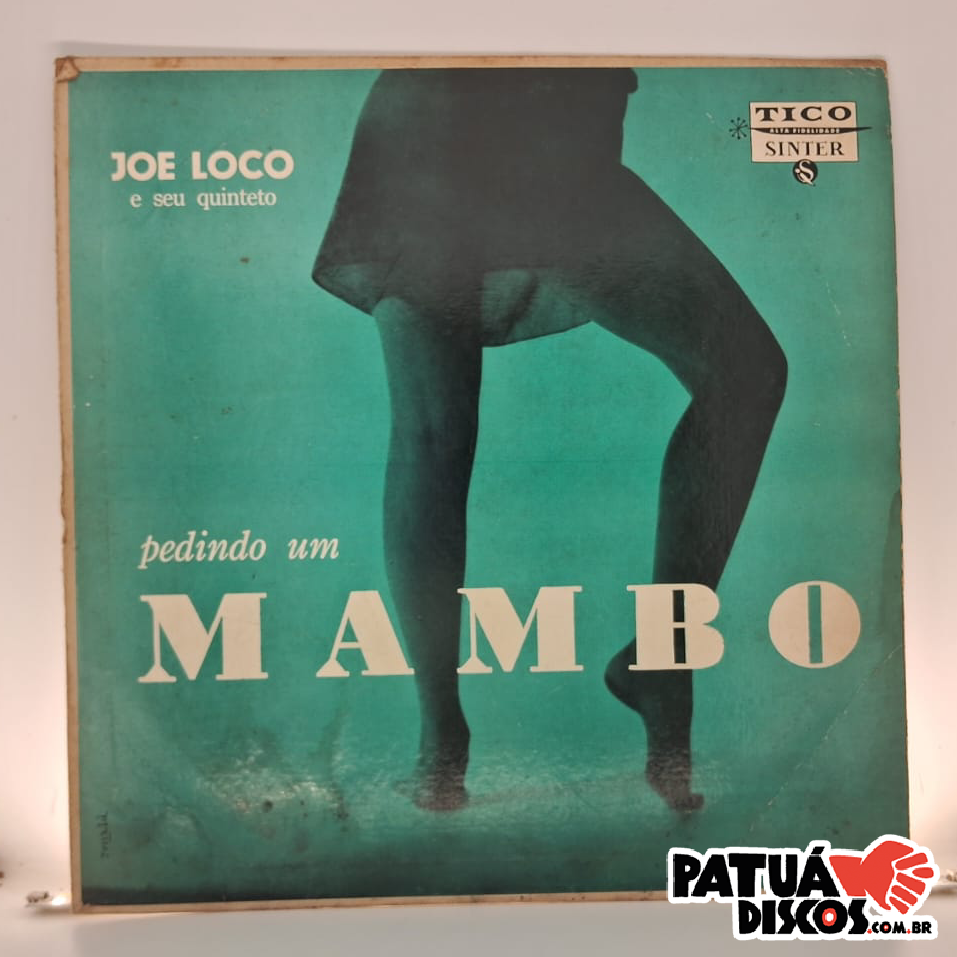 JOE LOCO
e seu quinteto
TICO
ALTA FIDELIDADE
SINTER
S
pedindo um
MAMBO
PATUÁ
DISCOS.COM.BR